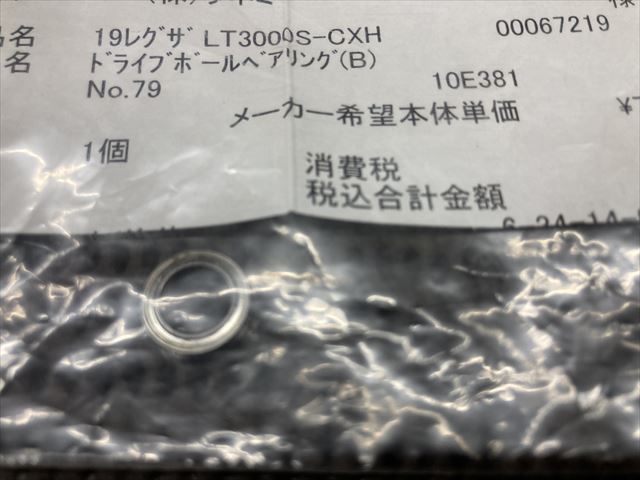 名 19レグザ LT3000S-CXH 00067219
名 ドライブボールベアリング(B)
No.79 10E381
メーカー希望本体単価 ¥
1個 消費税
税込合計金額